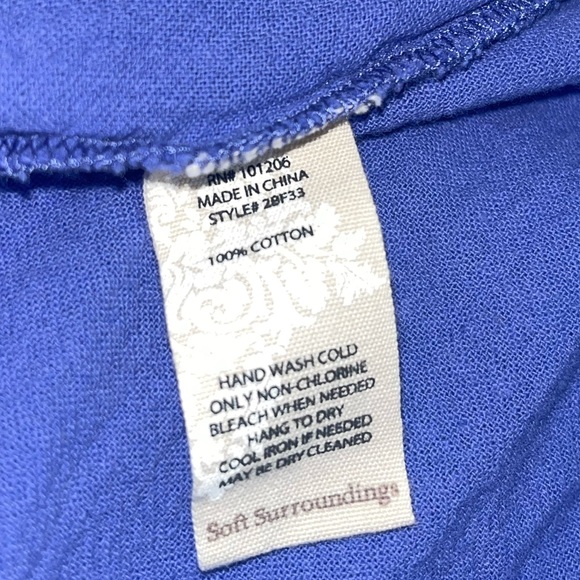 RN# 101206
MADE IN CHINA
STYLE# 2BF33
100% COTTON
HAND WASH COLD
ONLY NON-CHLORINE
BLEACH WHEN NEEDED
HANG TO DRY
COOL IRON IF NEEDED
MAY BE DRY CLEANED
Soft Surroundings